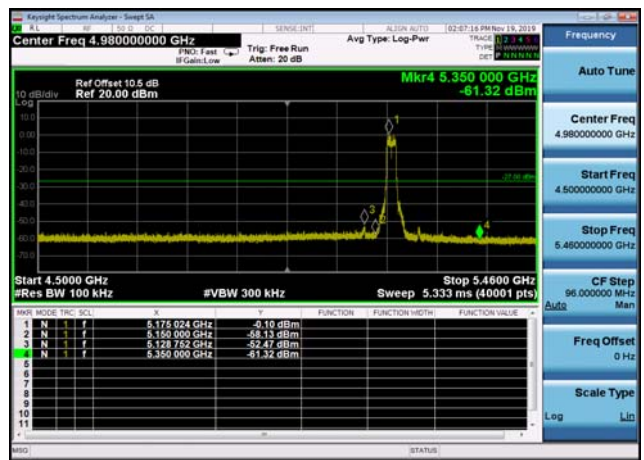 Keysight Spectrum Analyzer - Swept SA
RL RF 50 Ω DC SENSE:INT ALIGN AUTO 02:07:16 PM Nov 19, 2019
Center Freq 4.980000000 GHz
PNO: Fast
IFGain:Low
Trig: Free Run
Atten: 20 dB
Avg Type: Log-Pwr
TRACE 1 2 3 4 5 6
TYPE
DET P N N N N N
Frequency
Auto Tune
Center Freq
4.980000000 GHz
Start Freq
4.500000000 GHz
Stop Freq
5.460000000 GHz
CF Step
96.000000 MHz
Auto Man
Freq Offset
0 Hz
Scale Type
Log Lin
Ref Offset 10.5 dB
10 dB/div Ref 20.00 dBm
Mkr4 5.350 000 GHz
-61.32 dBm
Log
10.0
0.00
-10.0
-20.0
-27.00 dBm
-30.0
-40.0
-50.0
-60.0
-70.0
1
2
3
4
Start 4.5000 GHz Stop 5.4600 GHz
#Res BW 100 kHz #VBW 300 kHz Sweep 5.333 ms (40001 pts)
MKR MODE TRC SCL X Y FUNCTION FUNCTION WIDTH FUNCTION VALUE
1 N 1 f 5.175 024 GHz -0.10 dBm
2 N 1 f 5.150 000 GHz -58.13 dBm
3 N 1 f 5.128 752 GHz -52.47 dBm
4 N 1 f 5.350 000 GHz -61.32 dBm
5
6
7
8
9
10
11
MSG STATUS